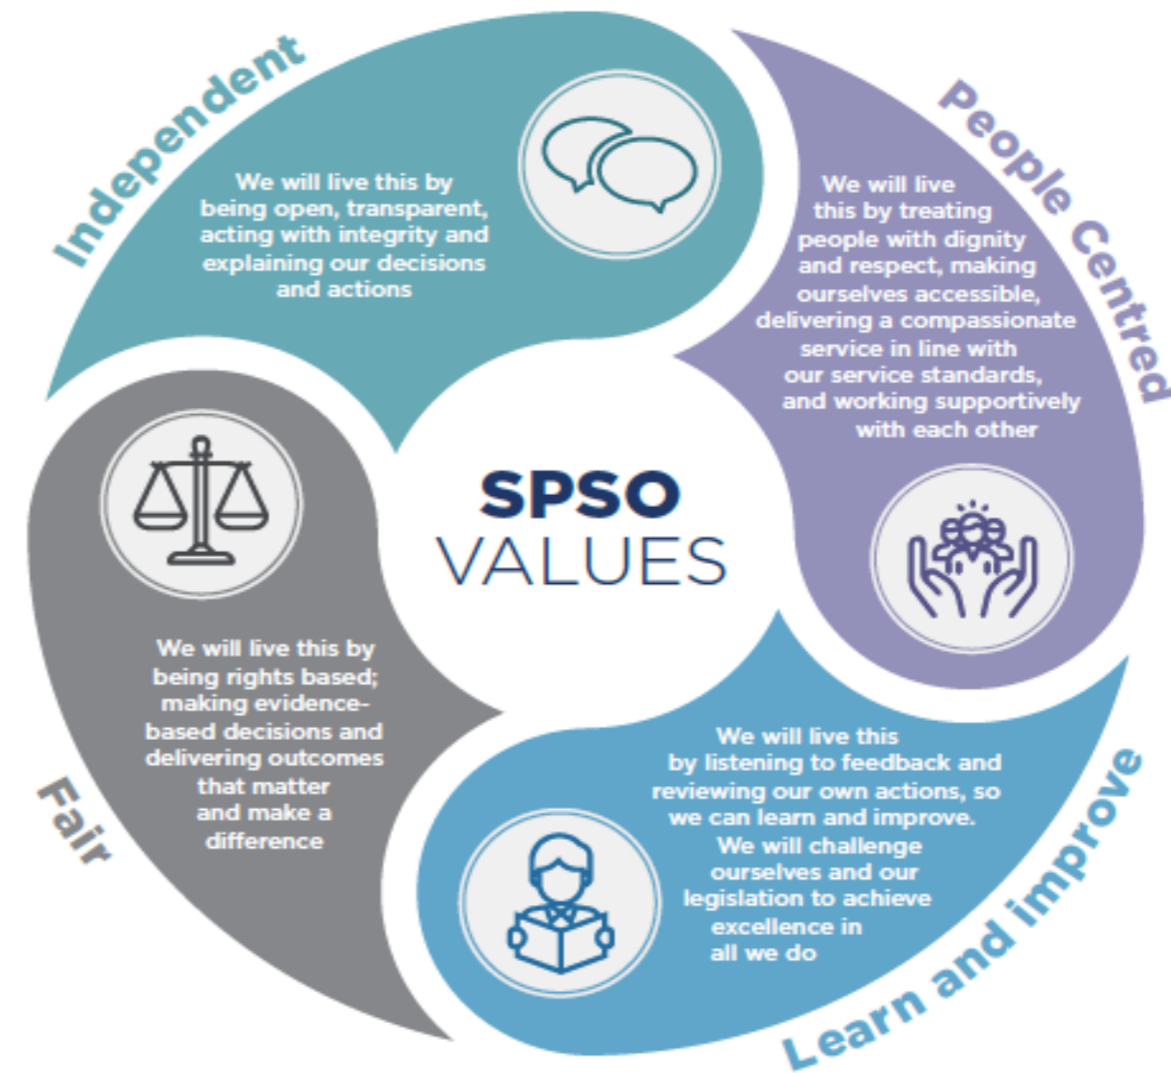 Independent
We will live this by
being open, transparent,
acting with integrity and
explaining our decisions
and actions
People Centred
We will live
this by treating
people with dignity
and respect, making
ourselves accessible,
delivering a compassionate
service in line with
our service standards,
and working supportively
with each other
SPSO
VALUES
Fair
We will live this by
being rights based;
making evidence-
based decisions and
delivering outcomes
that matter
and make a
difference
Learn and improve
We will live this
by listening to feedback and
reviewing our own actions, so
we can learn and improve.
We will challenge
ourselves and our
legislation to achieve
excellence in
all we do